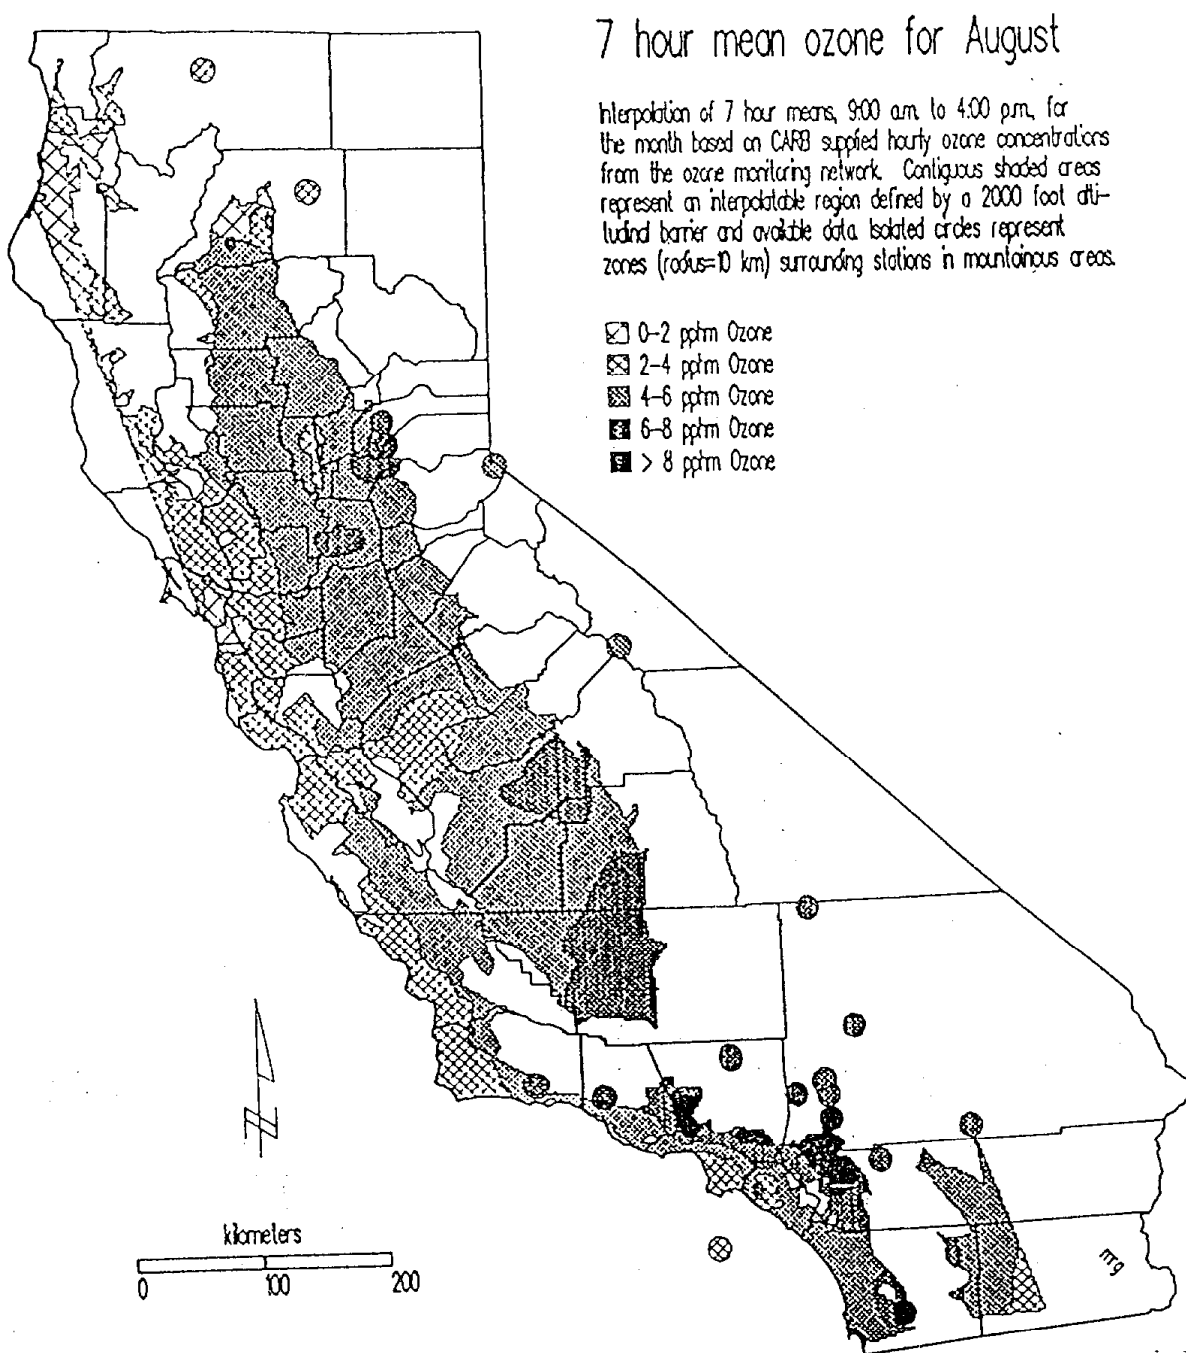 7 hour mean ozone for August
Interpolation of 7 hour means, 9:00 a.m. to 4:00 p.m., for
the month based on CARB supplied hourly ozone concentrations
from the ozone monitoring network. Contiguous shaded areas
represent an interpolatable region defined by a 2000 foot alti-
tudinal barrier and available data. Isolated circles represent
zones (radius=10 km) surrounding stations in mountainous areas.
0-2 pphm Ozone
2-4 pphm Ozone
4-6 pphm Ozone
6-8 pphm Ozone
> 8 pphm Ozone
N
kilometers
0 100 200
mrg